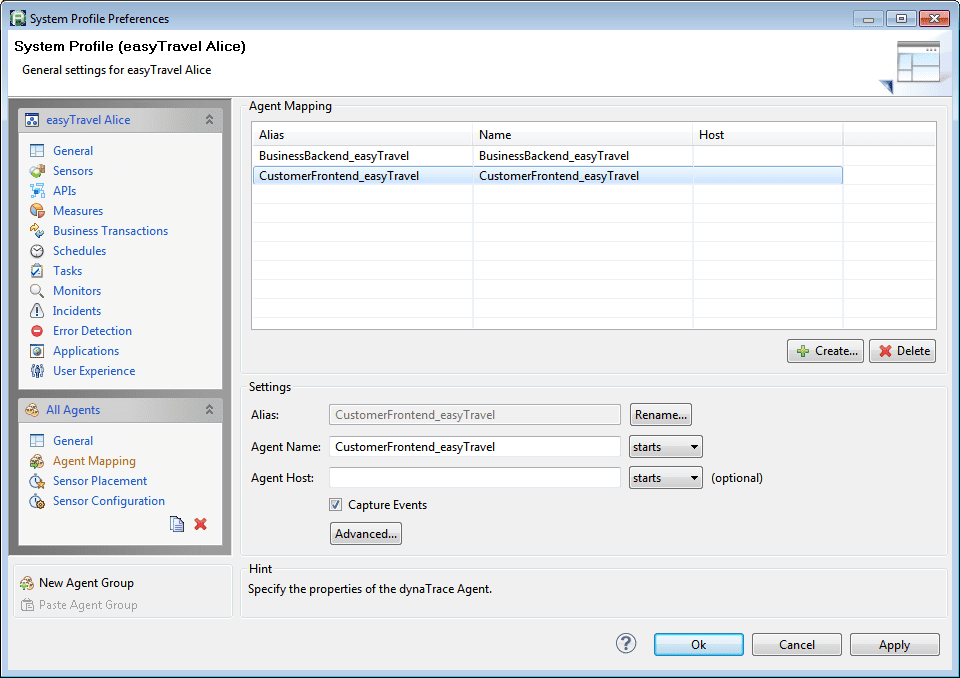 System Profile Preferences
System Profile (easyTravel Alice)
General settings for easyTravel Alice
easyTravel Alice
General
Sensors
APIs
Measures
Business Transactions
Schedules
Tasks
Monitors
Incidents
Error Detection
Applications
User Experience
All Agents
General
Agent Mapping
Sensor Placement
Sensor Configuration
New Agent Group
Paste Agent Group
Agent Mapping
Alias Name Host
BusinessBackend_easyTravel BusinessBackend_easyTravel
CustomerFrontend_easyTravel CustomerFrontend_easyTravel
Create... Delete
Settings
Alias: CustomerFrontend_easyTravel Rename...
Agent Name: CustomerFrontend_easyTravel starts
Agent Host: starts (optional)
Capture Events
Advanced...
Hint
Specify the properties of the dynaTrace Agent.
? Ok Cancel Apply